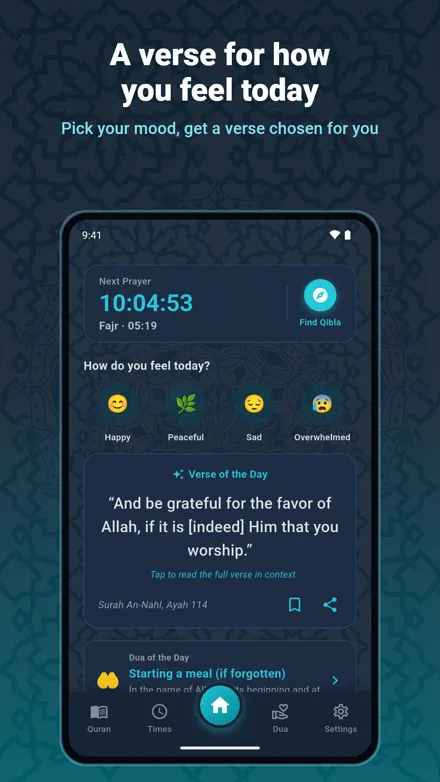 A verse for how
you feel today
Pick your mood, get a verse chosen for you
9:41
Next Prayer
10:04:53
Fajr · 05:19
Find Qibla
How do you feel today?
Happy
Peaceful
Sad
Overwhelmed
Verse of the Day
“And be grateful for the favor of
Allah, if it is [indeed] Him that you
worship.”
Tap to read the full verse in context
Surah An-Nahl, Ayah 114
Dua of the Day
Starting a meal (if forgotten)
In the name of beginning and at
Quran
Times
Dua
Settings